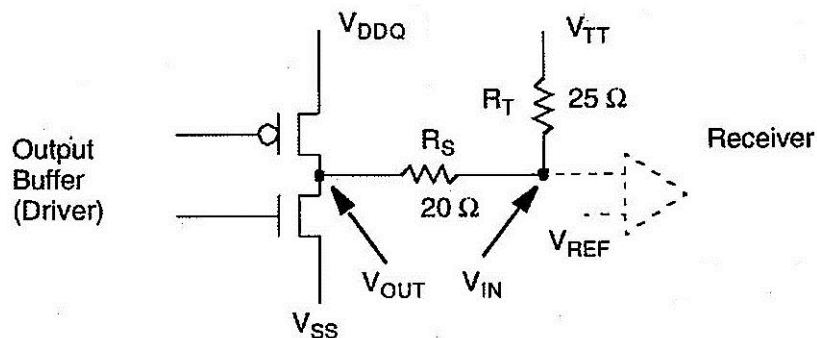 V_DDQ
V_TT
R_T 25 Ω
R_S
20 Ω
Output
Buffer
(Driver)
Receiver
V_REF
V_OUT
V_IN
V_SS